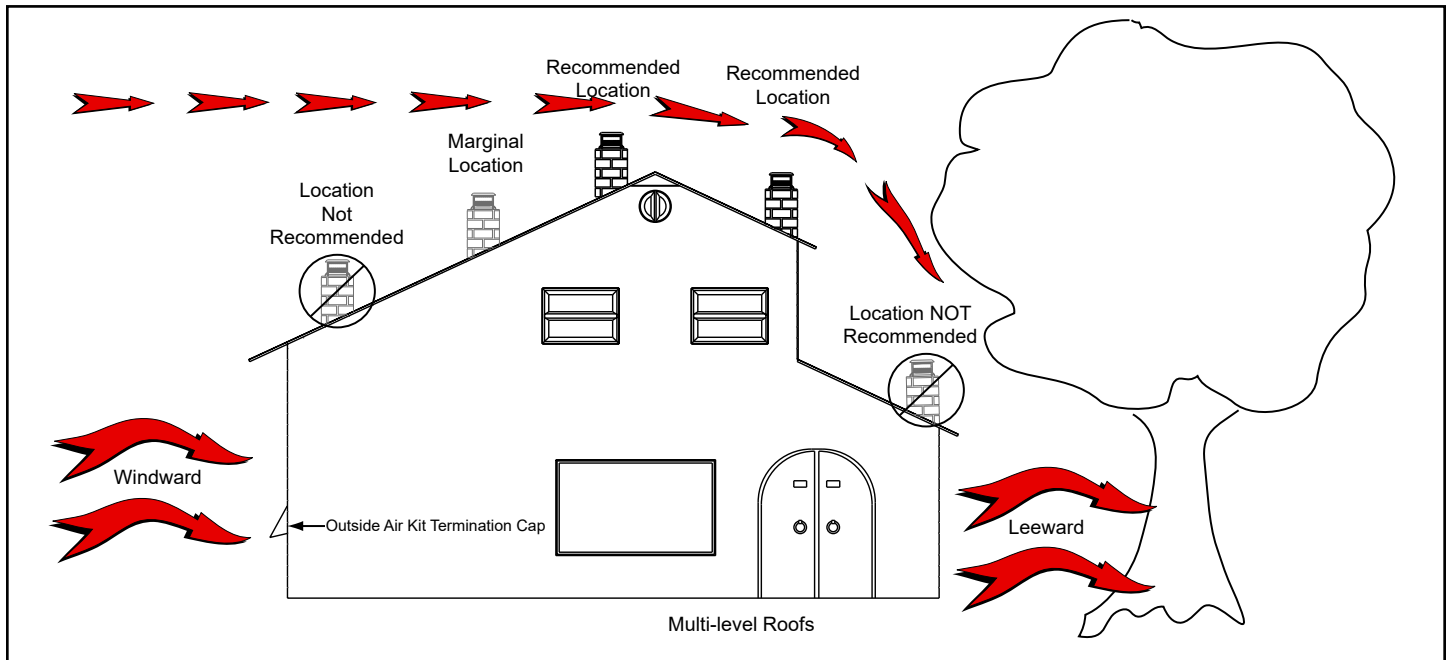 Recommended
Location
Recommended
Location
Marginal
Location
Location
Not
Recommended
Location NOT
Recommended
Windward
Outside Air Kit Termination Cap
Leeward
Multi-level Roofs